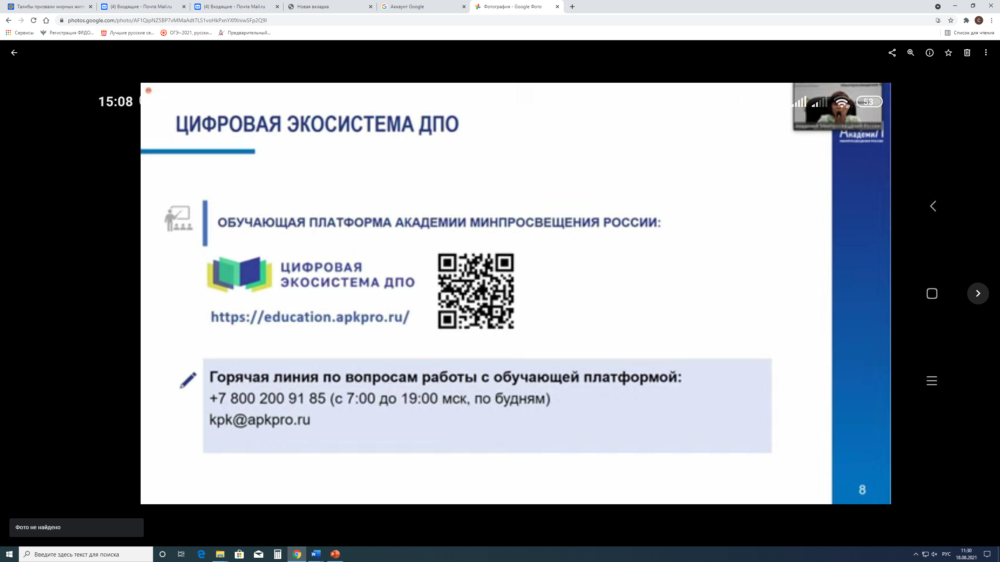 Талибы призвали мирных жите
(4) Входящие - Почта Mail.ru
(4) Входящие - Почта Mail.ru
Новая вкладка
Аккаунт Google
Фотография - Google Фото
photos.google.com/photo/AF1QipNZ5BP7vMMaAdt7LS1voHkPxnYXfXniwSFp2Q9I
С
Сервисы
Регистрация ФРДО...
Лучшие русские се...
ОГЭ–2021, русски...
Предварительный...
Список для чтения
15:08
53
ЦИФРОВАЯ ЭКОСИСТЕМА ДПО
Академия Минпросвещения России
Академия
ОБУЧАЮЩАЯ ПЛАТФОРМА АКАДЕМИИ МИНПРОСВЕЩЕНИЯ РОССИИ:
ЦИФРОВАЯ
ЭКОСИСТЕМА ДПО
https://education.apkpro.ru/
Горячая линия по вопросам работы с обучающей платформой:
+7 800 200 91 85 (с 7:00 до 19:00 мск, по будням)
kpk@apkpro.ru
8
Фото не найдено
Введите здесь текст для поиска
РУС
11:30
18.08.2021